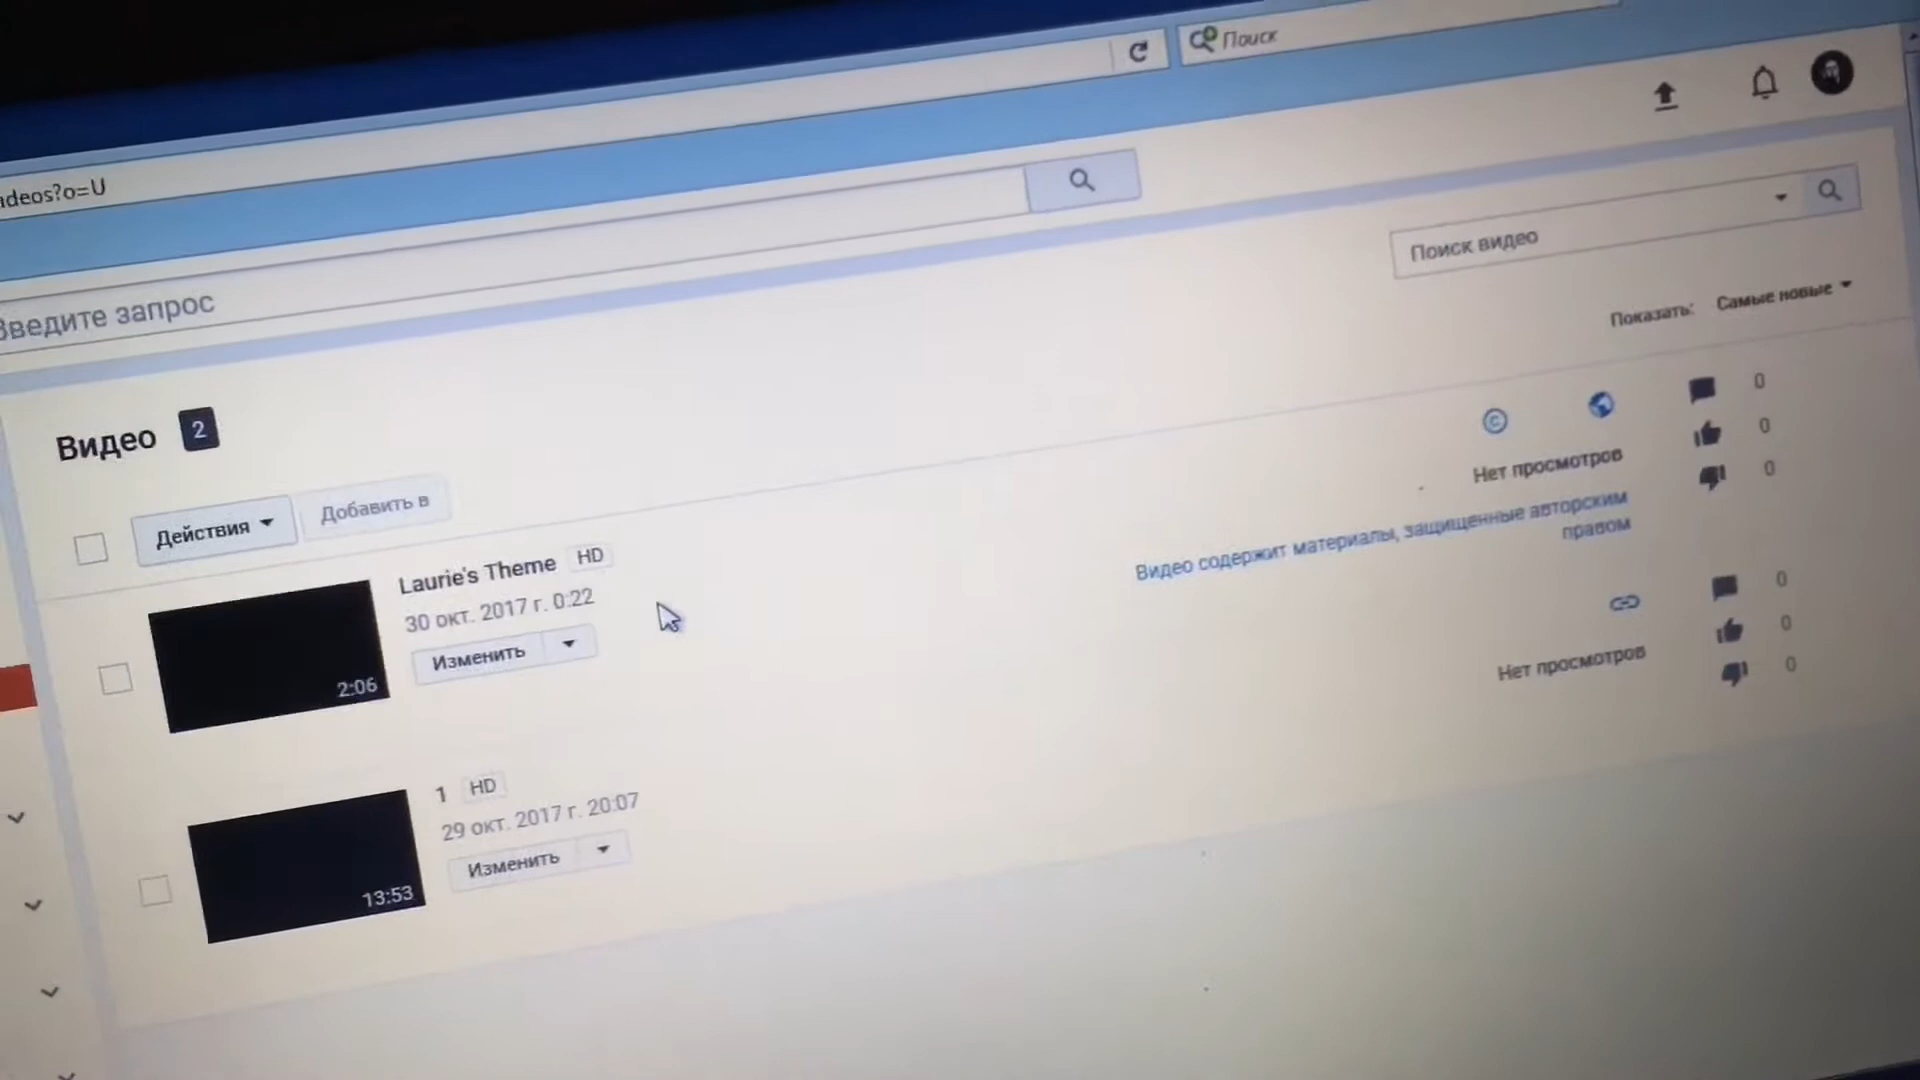 Поиск
adeos?o=U
Введите запрос
Поиск видео
Показать: Самые новые
Видео 2
Действия Добавить в
Laurie's Theme HD
30 окт. 2017 г. 0:22
Изменить
2:06
Нет просмотров
Видео содержит материалы, защищенные авторским
правом
0
0
0
1 HD
29 окт. 2017 г. 20:07
Изменить
13:53
Нет просмотров
0
0
0